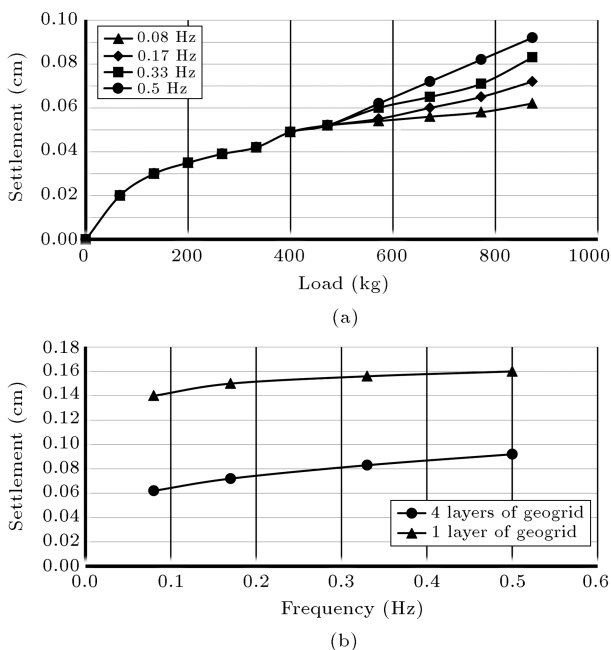 0.10
0.08
0.06
0.04
0.02
0.00
Settlement (cm)
0.08 Hz
0.17 Hz
0.33 Hz
0.5 Hz
0 200 400 600 800 1000
Load (kg)
(a)
0.18
0.16
0.14
0.12
0.10
0.08
0.06
0.04
0.02
0.00
Settlement (cm)
4 layers of geogrid
1 layer of geogrid
0.0 0.1 0.2 0.3 0.4 0.5 0.6
Frequency (Hz)
(b)